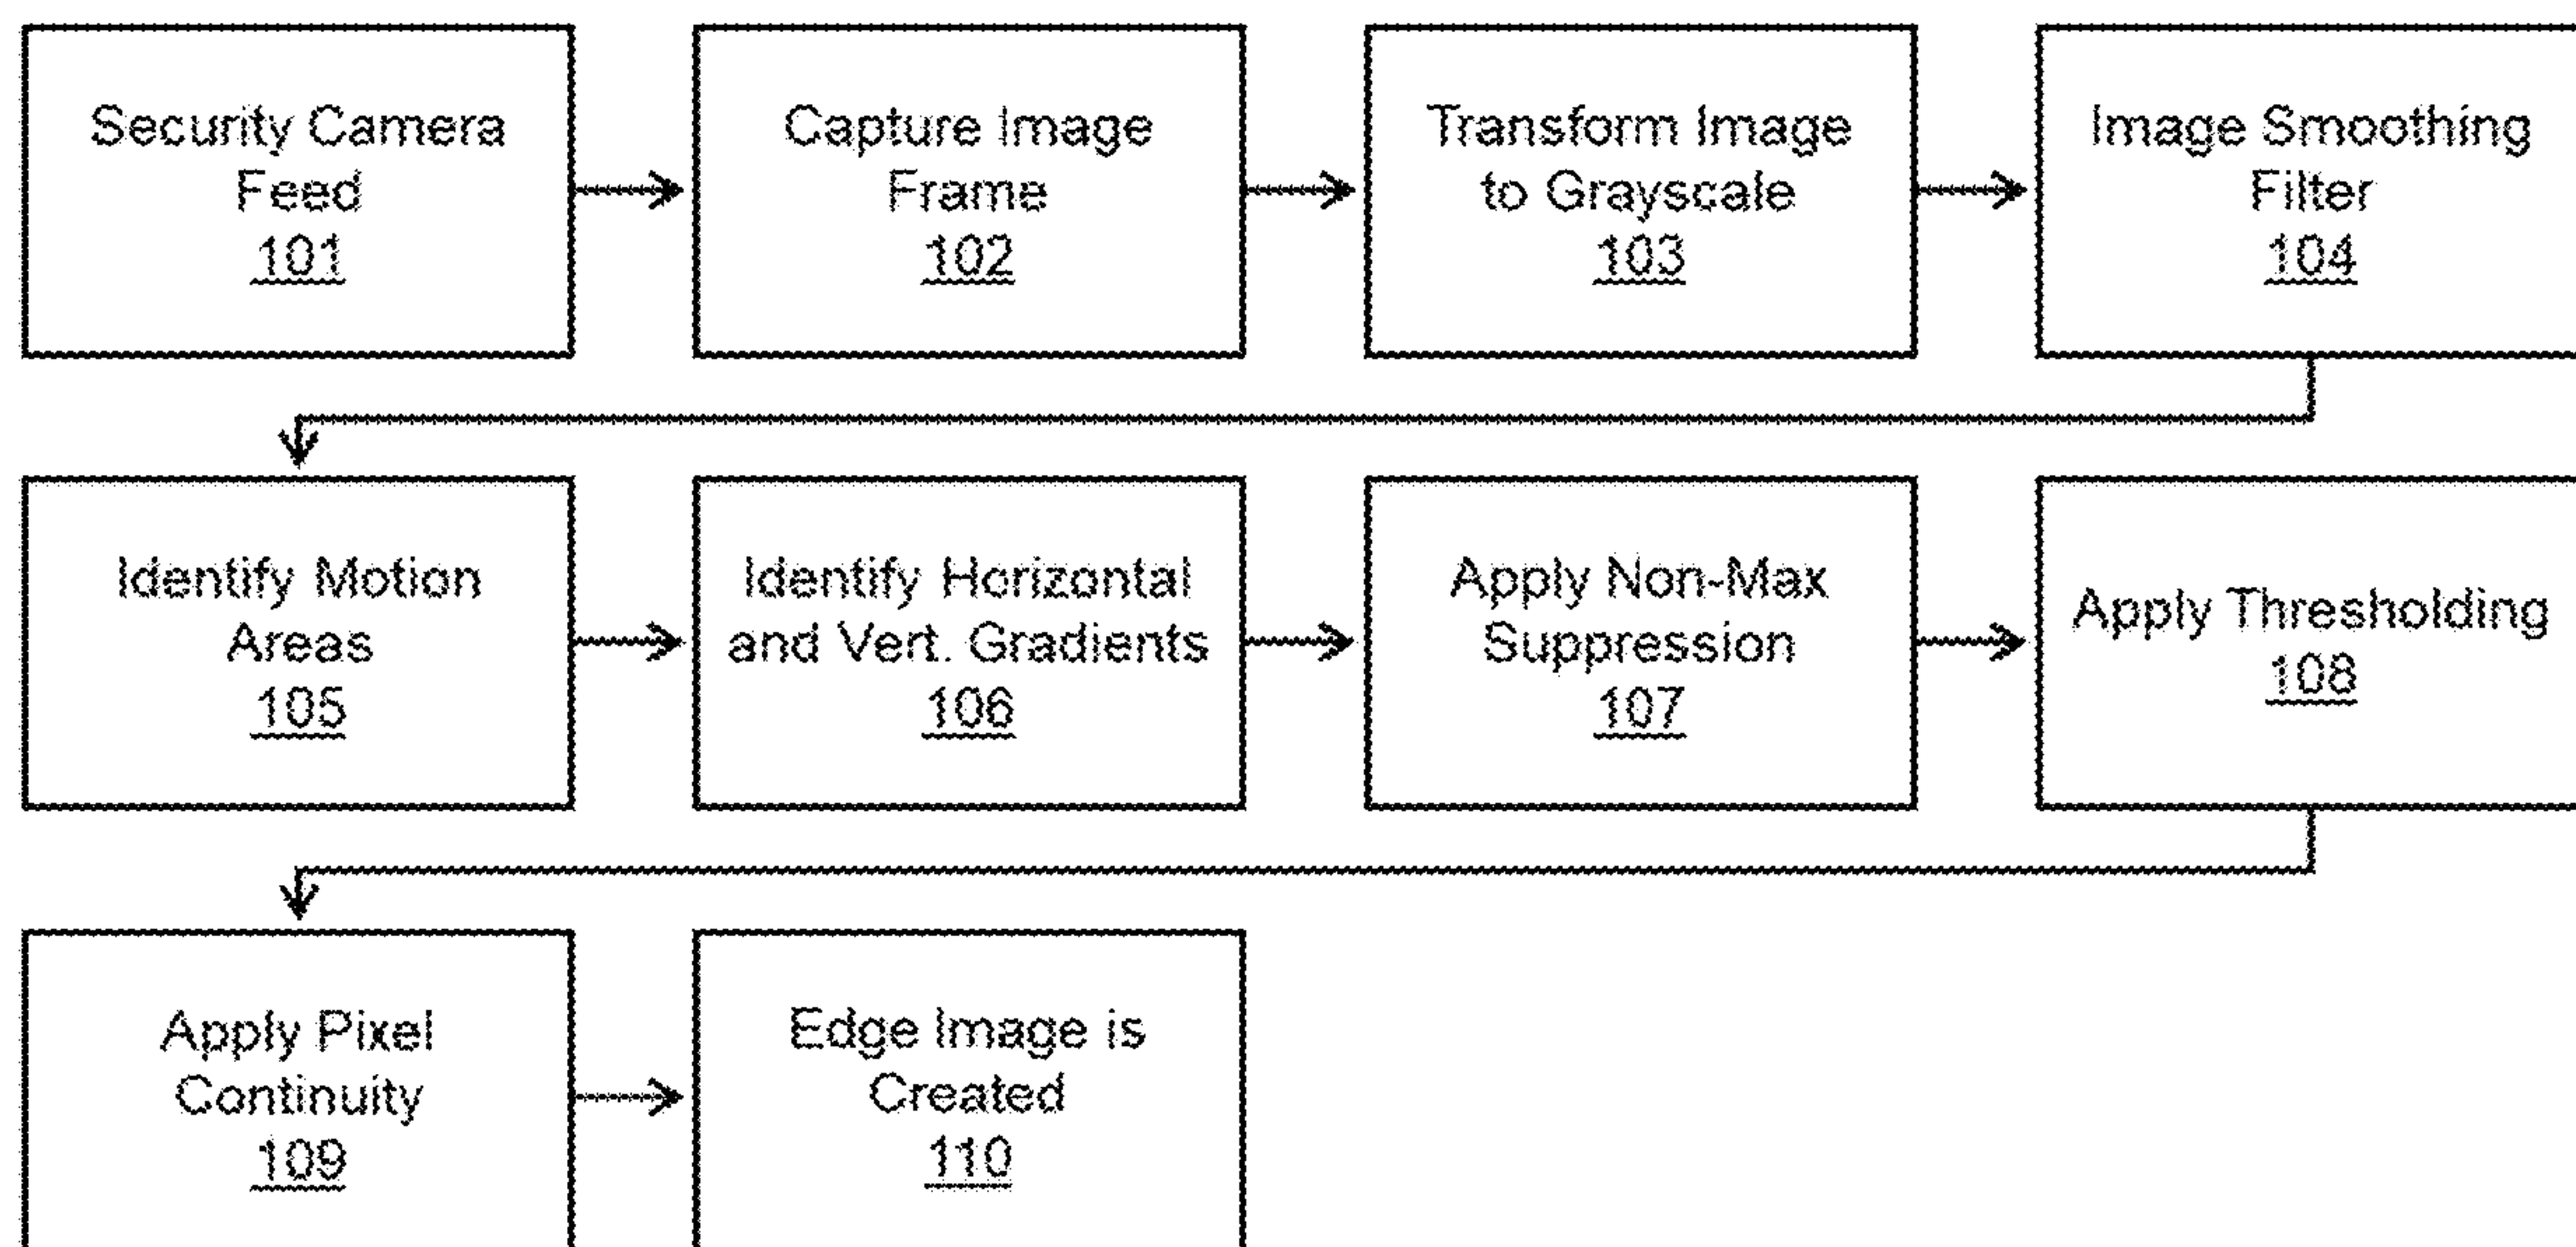 Security Camera
Feed
101
Capture Image
Frame
102
Transform Image
to Grayscale
103
Image Smoothing
Filter
104
Identify Motion
Areas
105
Identify Horizontal
and Vert. Gradients
106
Apply Non-Max
Suppression
107
Apply Thresholding
108
Apply Pixel
Continuity
109
Edge Image is
Created
110